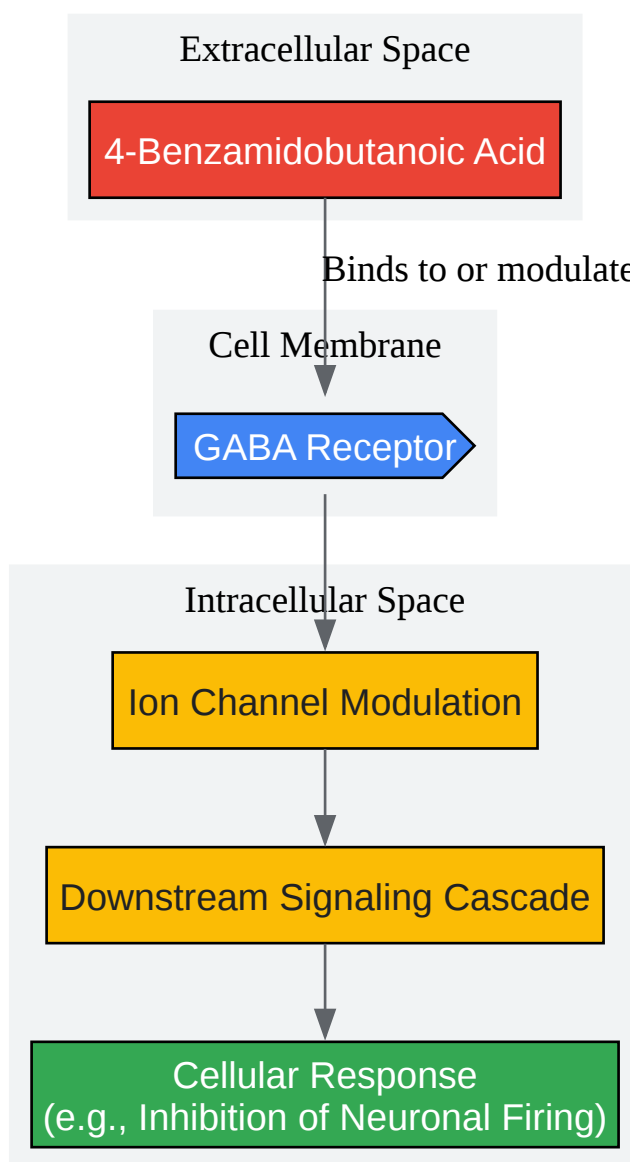 Extracellular Space
4-Benzamidobutanoic Acid
Binds to or modulate
Cell Membrane
GABA Receptor
Intracellular Space
Ion Channel Modulation
Downstream Signaling Cascade
Cellular Response
(e.g., Inhibition of Neuronal Firing)